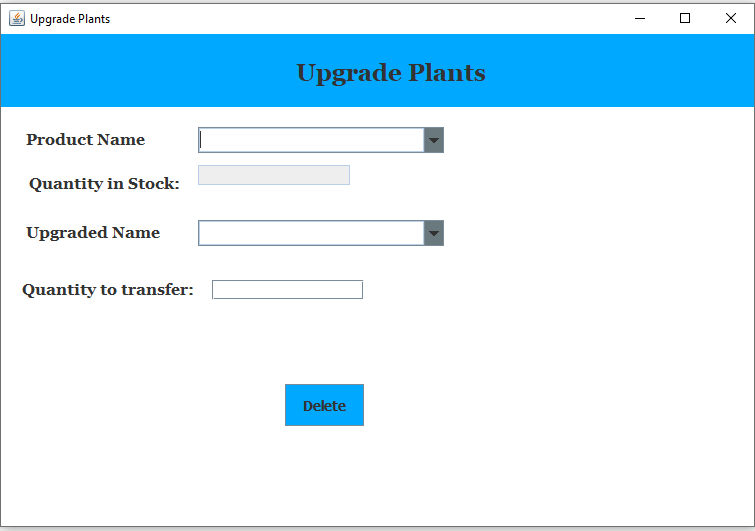 Upgrade Plants
Upgrade Plants
Product Name
Quantity in Stock:
Upgraded Name
Quantity to transfer:
Delete